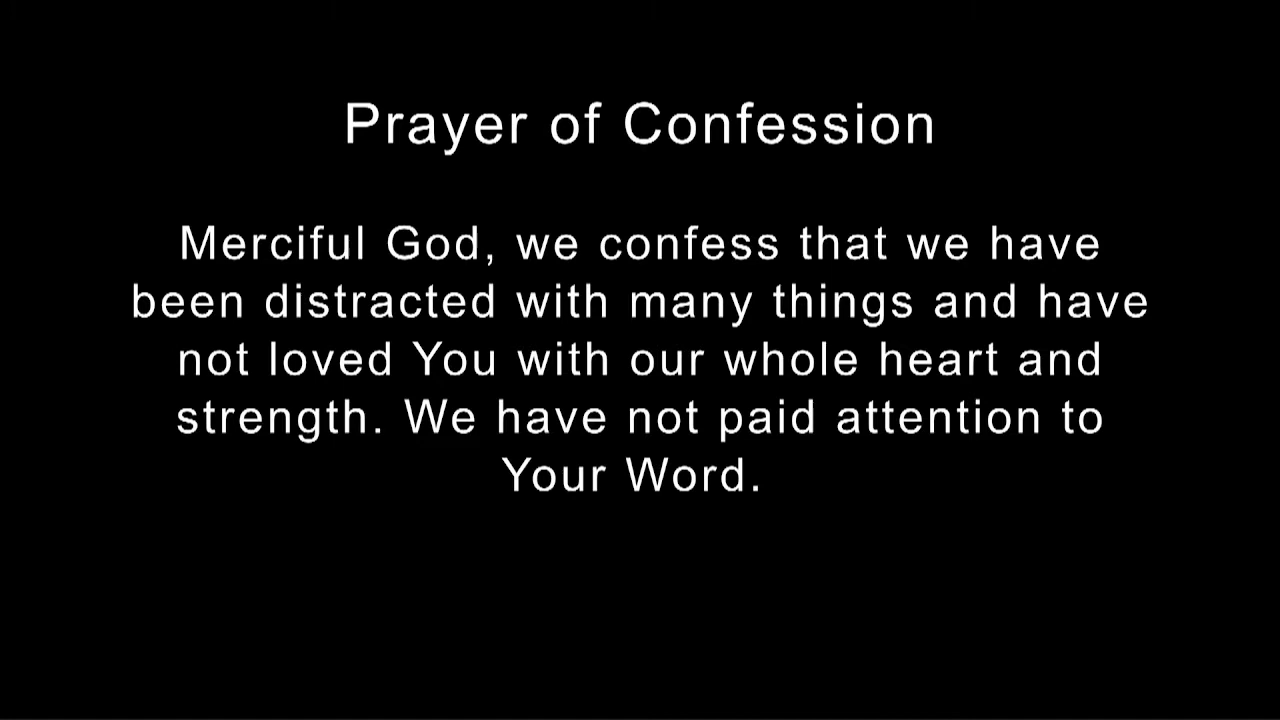 Prayer of Confession
Merciful God, we confess that we have
been distracted with many things and have
not loved You with our whole heart and
strength. We have not paid attention to
Your Word.